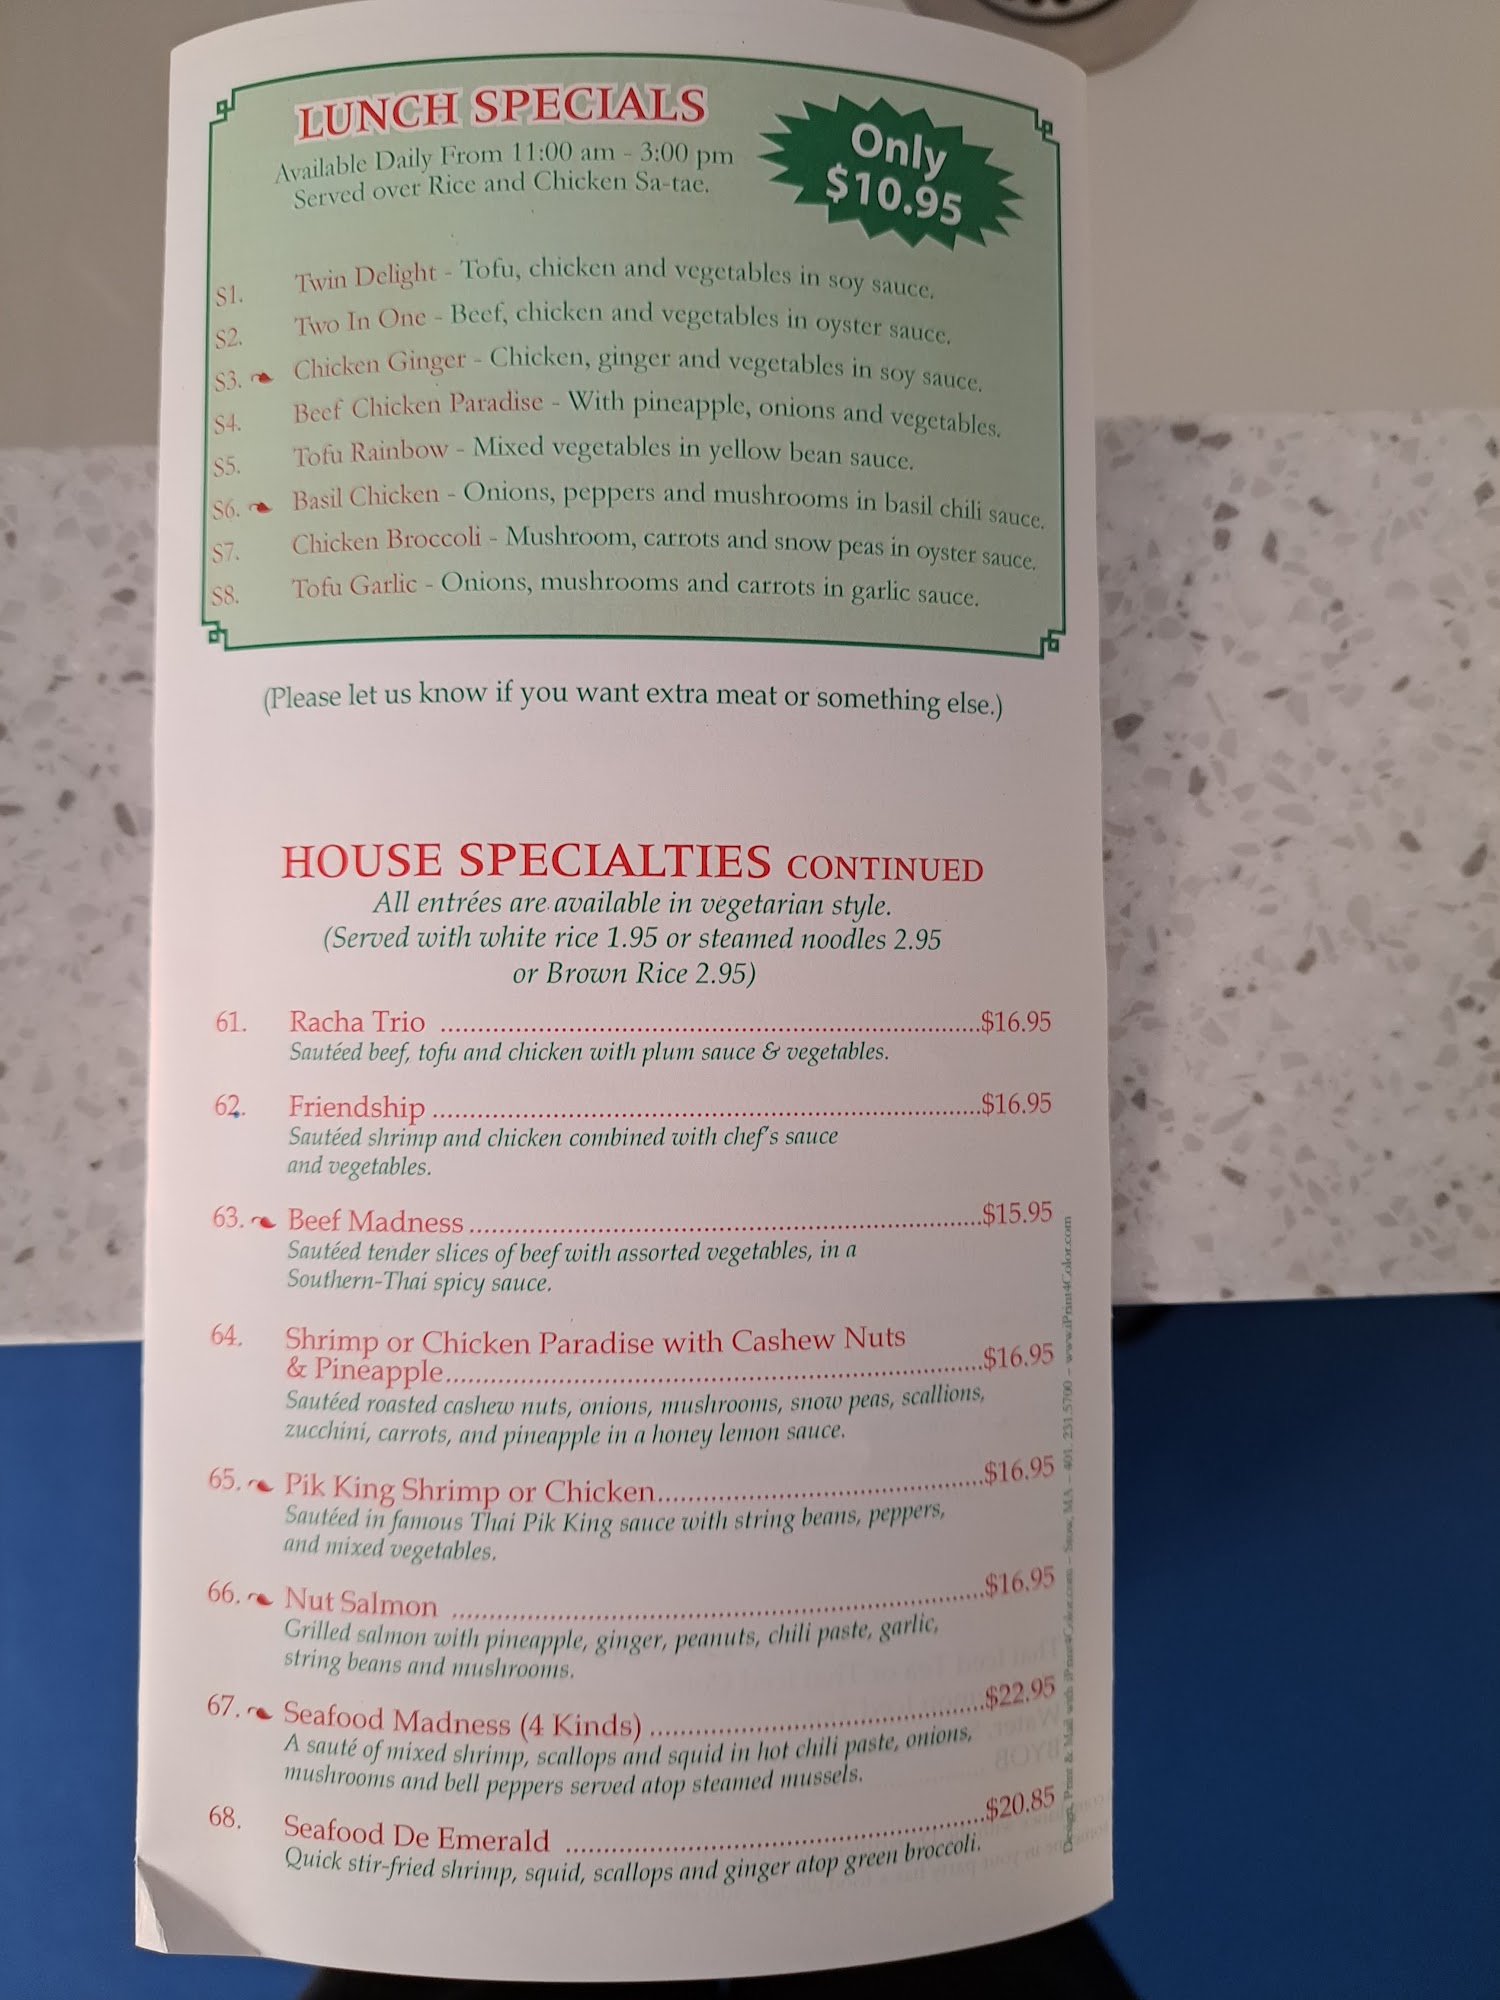 LUNCH SPECIALS
Available Daily From 11:00 am - 3:00 pm
Served over Rice and Chicken Sa-tae.
Only
$10.95
S1. Twin Delight - Tofu, chicken and vegetables in soy sauce.
S2. Two In One - Beef, chicken and vegetables in oyster sauce.
S3. Chicken Ginger - Chicken, ginger and vegetables in soy sauce.
S4. Beef Chicken Paradise - With pineapple, onions and vegetables.
S5. Tofu Rainbow - Mixed vegetables in yellow bean sauce.
S6. Basil Chicken - Onions, peppers and mushrooms in basil chili sauce.
S7. Chicken Broccoli - Mushroom, carrots and snow peas in oyster sauce.
S8. Tofu Garlic - Onions, mushrooms and carrots in garlic sauce.
(Please let us know if you want extra meat or something else.)
HOUSE SPECIALTIES CONTINUED
All entrées are available in vegetarian style.
(Served with white rice 1.95 or steamed noodles 2.95
or Brown Rice 2.95)
61. Racha Trio ........ $16.95
Sautéed beef, tofu and chicken with plum sauce & vegetables.
62. Friendship ........ $16.95
Sautéed shrimp and chicken combined with chef's sauce
and vegetables.
63. Beef Madness ........ $15.95
Sautéed tender slices of beef with assorted vegetables, in a
Southern-Thai spicy sauce.
64. Shrimp or Chicken Paradise with Cashew Nuts
& Pineapple ........ $16.95
Sautéed roasted cashew nuts, onions, mushrooms, snow peas, scallions,
zucchini, carrots, and pineapple in a honey lemon sauce.
65. Pik King Shrimp or Chicken ........ $16.95
Sautéed in famous Thai Pik King sauce with string beans, peppers,
and mixed vegetables.
66. Nut Salmon ........ $16.95
Grilled salmon with pineapple, ginger, peanuts, chili paste, garlic,
string beans and mushrooms.
67. Seafood Madness (4 Kinds) ........ $22.95
A sauté of mixed shrimp, scallops and squid in hot chili paste, onions,
mushrooms and bell peppers served atop steamed mussels.
68. Seafood De Emerald ........ $20.85
Quick stir-fried shrimp, squid, scallops and ginger atop green broccoli.
Design, Print & Mail with iPrint4Color.com – Stow, MA – 401. 231.5700 – www.iPrint4Color.com